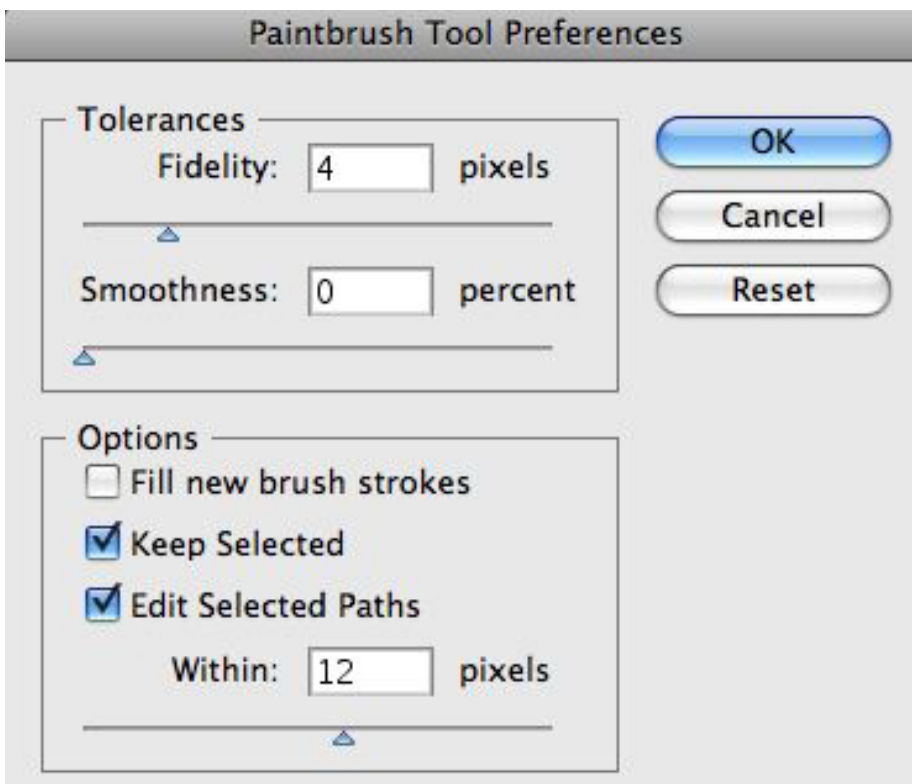 Paintbrush Tool Preferences
Tolerances
Fidelity: 4 pixels
Smoothness: 0 percent
OK
Cancel
Reset
Options
Fill new brush strokes
Keep Selected
Edit Selected Paths
Within: 12 pixels